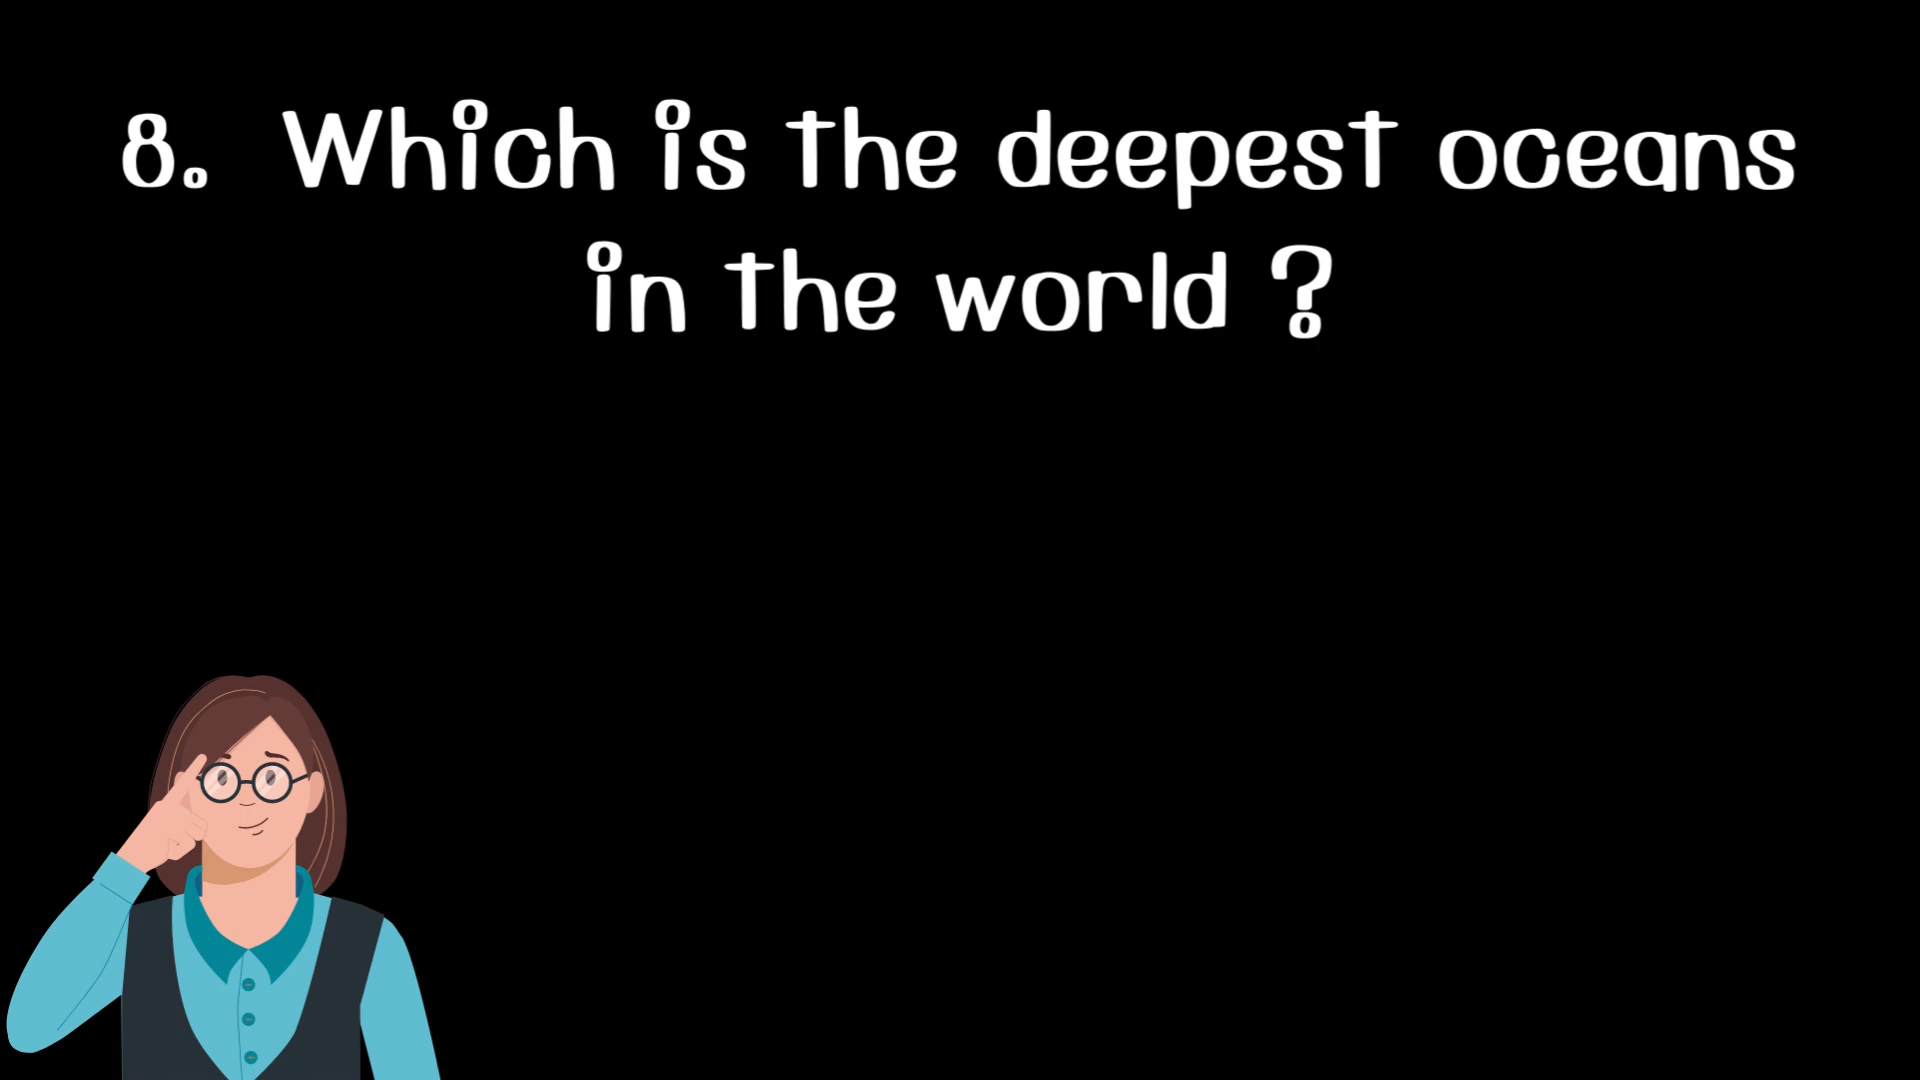 8. Which is the deepest oceans
in the world ?